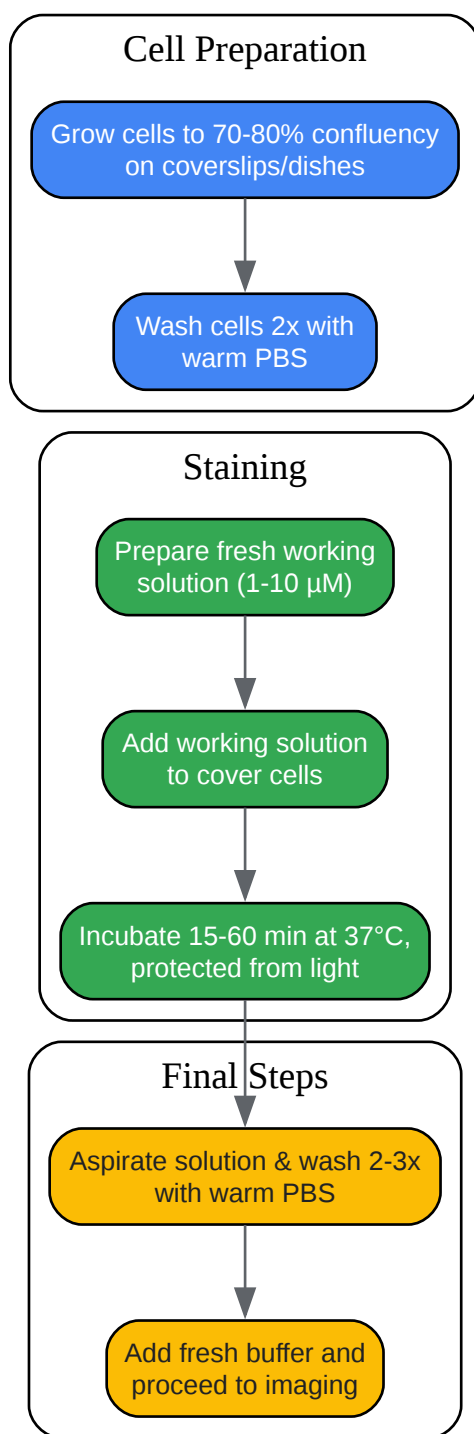 Cell Preparation
Grow cells to 70-80% confluency
on coverslips/dishes
Wash cells 2x with
warm PBS
Staining
Prepare fresh working
solution (1-10 µM)
Add working solution
to cover cells
Incubate 15-60 min at 37°C,
protected from light
Final Steps
Aspirate solution & wash 2-3x
with warm PBS
Add fresh buffer and
proceed to imaging